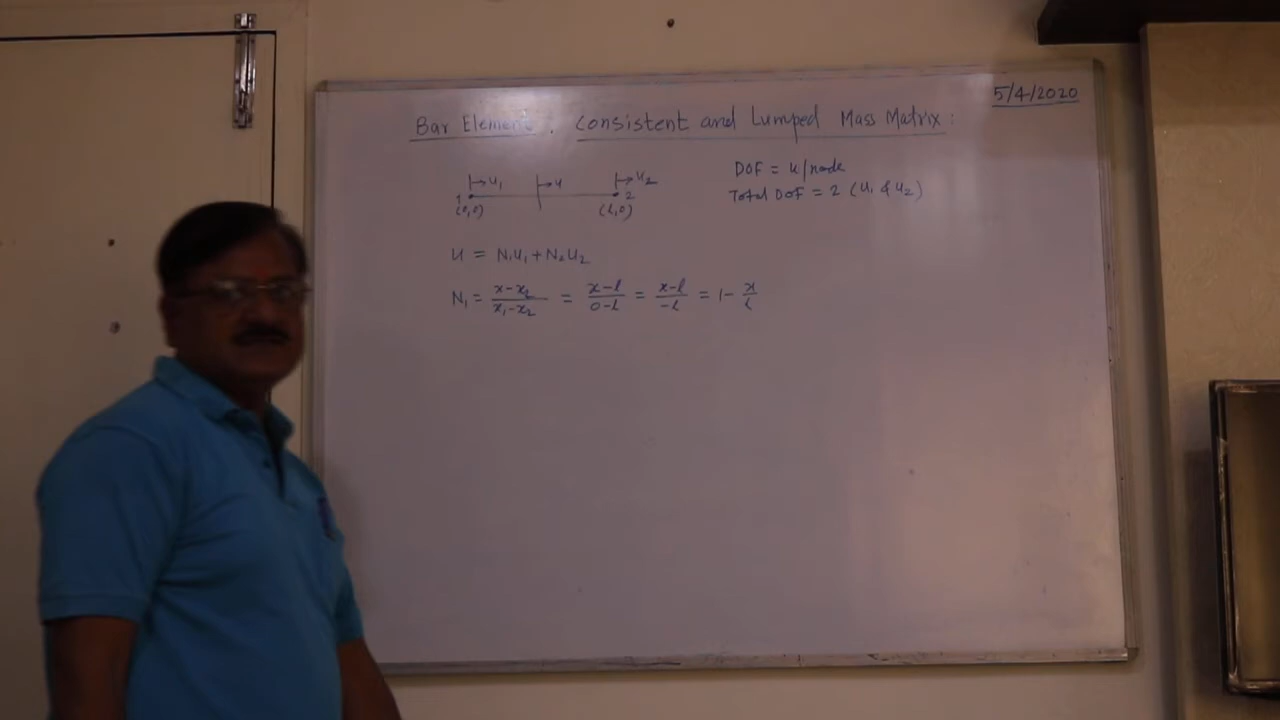 5/4/2020
Bar Element : Consistent and Lumped Mass Matrix :
u₁ u u₂
1 2
(0,0) (l,0)
DOF = u/node
Total DOF = 2 (u₁ & u₂)
u = N₁u₁ + N₂u₂
N₁ = (x-x₂)/(x₁-x₂) = (x-l)/(0-l) = (x-l)/(-l) = 1 - x/l